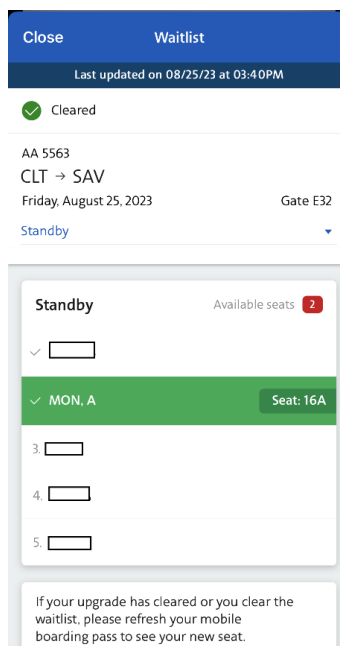 Close Waitlist
Last updated on 08/25/23 at 03:40PM
Cleared
AA 5563
CLT → SAV
Friday, August 25, 2023 Gate E32
Standby
Standby Available seats 2
MON, A Seat: 16A
3.
4.
5.
If your upgrade has cleared or you clear the
waitlist, please refresh your mobile
boarding pass to see your new seat.